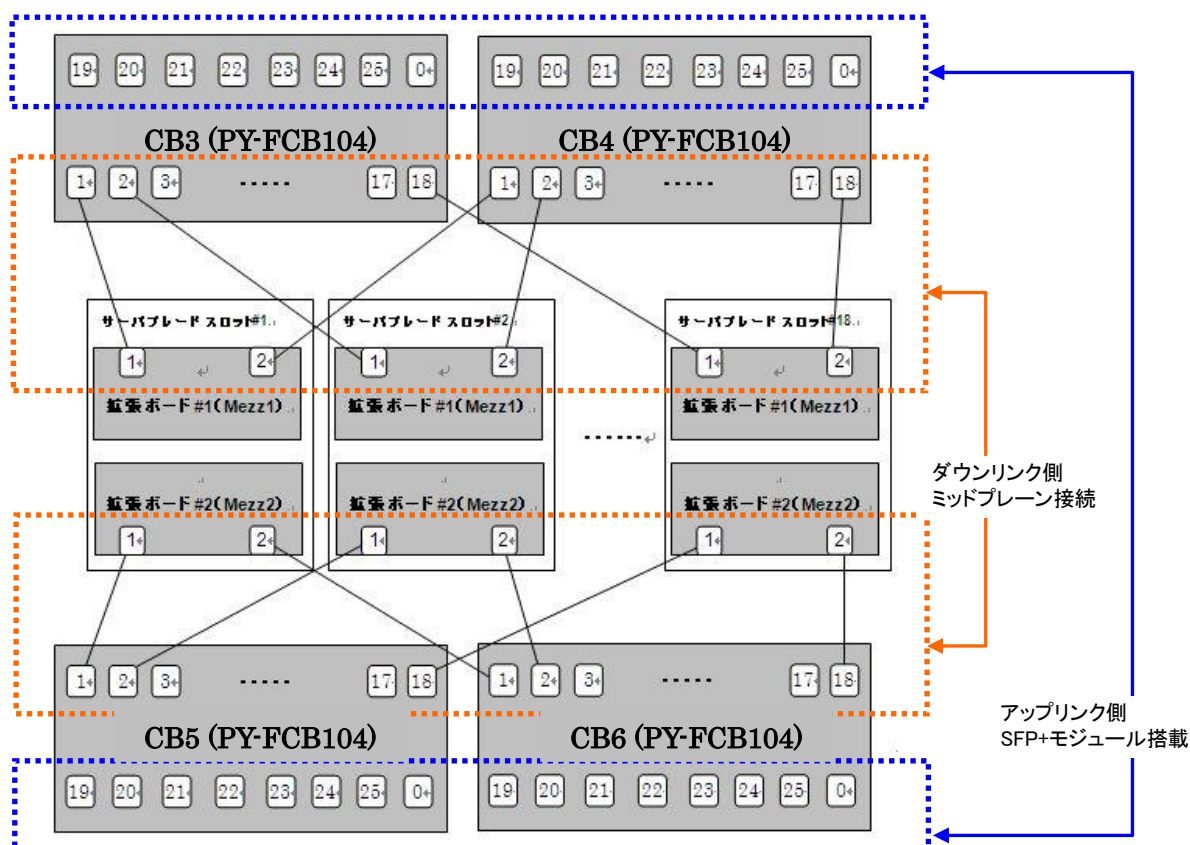 19 20 21 22 23 24 25 0
19 20 21 22 23 24 25 0
CB3 (PY-FCB104)
CB4 (PY-FCB104)
1 2 3 ····· 17 18
1 2 3 ····· 17 18
サーバブレード スロット#1
サーバブレード スロット#2
サーバブレード スロット#18
1 2
1 2
1 2
拡張ボード #1(Mezz1)
拡張ボード #1(Mezz1)
拡張ボード #1(Mezz1)
······
拡張ボード #2(Mezz2)
拡張ボード #2(Mezz2)
拡張ボード #2(Mezz2)
1 2
1 2
1 2
ダウンリンク側
ミッドプレーン接続
1 2 3 ····· 17 18
1 2 3 ····· 17 18
CB5 (PY-FCB104)
CB6 (PY-FCB104)
アップリンク側
SFP+モジュール搭載
19 20 21 22 23 24 25 0
19 20 21 22 23 24 25 0